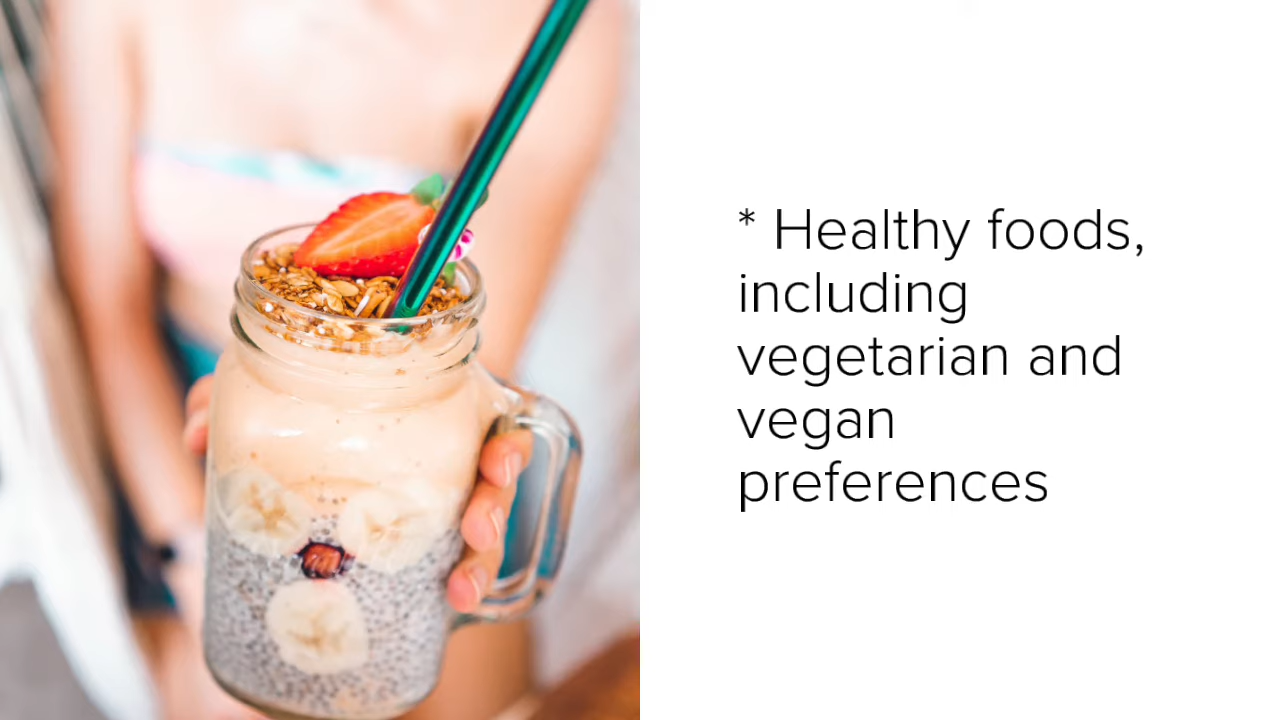 * Healthy foods,
including
vegetarian and
vegan
preferences